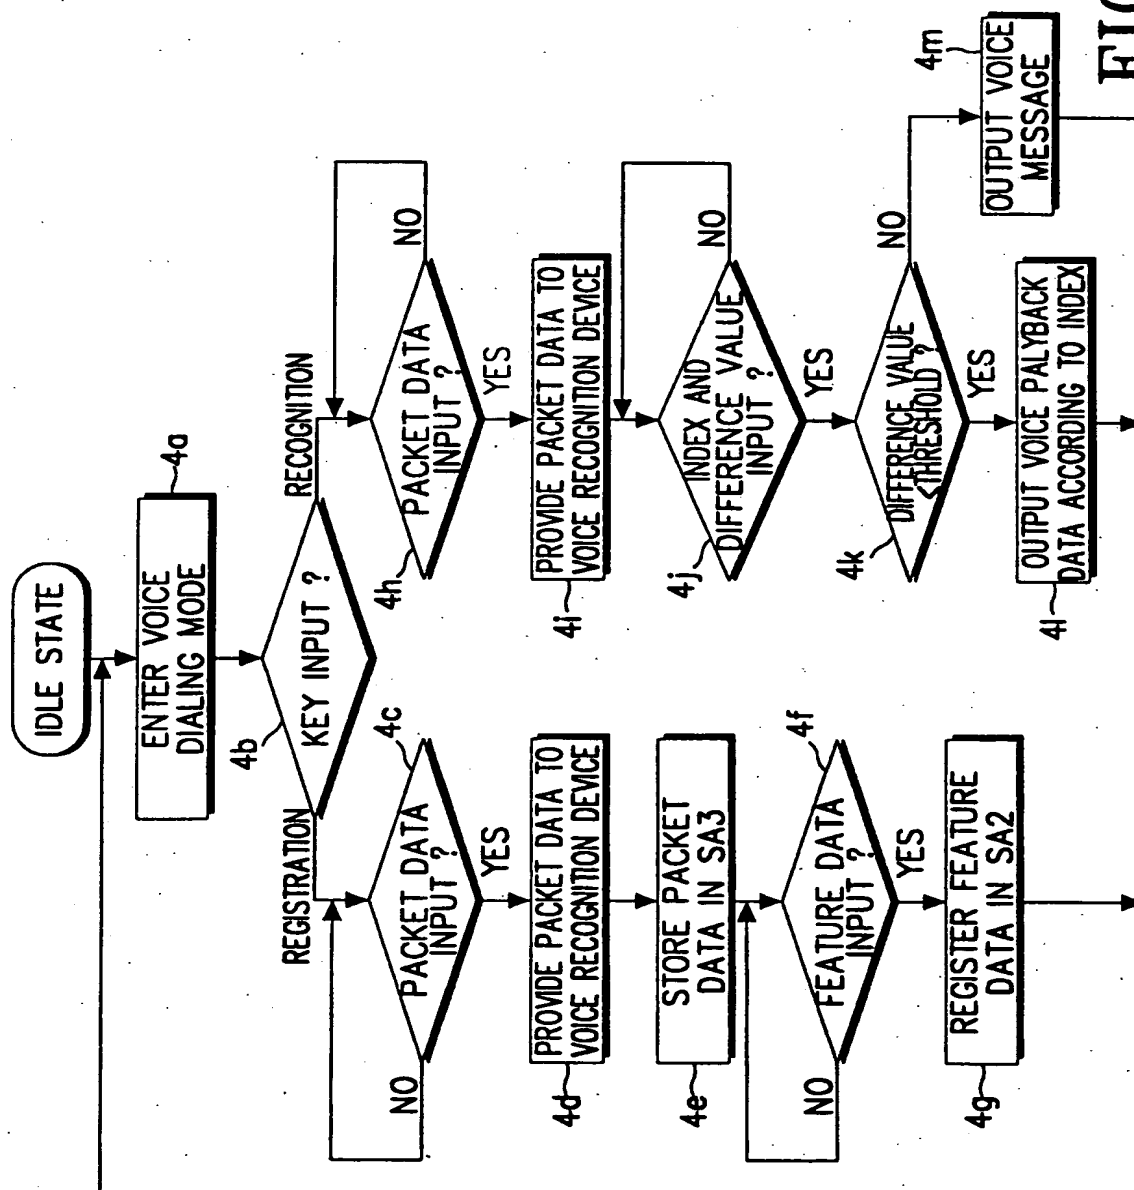 IDLE STATE
ENTER VOICE
DIALING MODE
4a
KEY INPUT ?
4b
REGISTRATION
RECOGNITION
PACKET DATA
INPUT ?
4c
NO
YES
PROVIDE PACKET DATA TO
VOICE RECOGNITION DEVICE
4d
STORE PACKET
DATA IN SA3
4e
FEATURE DATA
INPUT ?
4f
NO
YES
REGISTER FEATURE
DATA IN SA2
4g
PACKET DATA
INPUT ?
4h
NO
YES
PROVIDE PACKET DATA TO
VOICE RECOGNITION DEVICE
4i
INDEX AND
DIFFERENCE VALUE
INPUT ?
4j
NO
YES
DIFFERENCE VALUE
<THRESHOLD ?
4k
NO
YES
OUTPUT VOICE PALYBACK
DATA ACCORDING TO INDEX
4l
OUTPUT VOICE
MESSAGE
4m